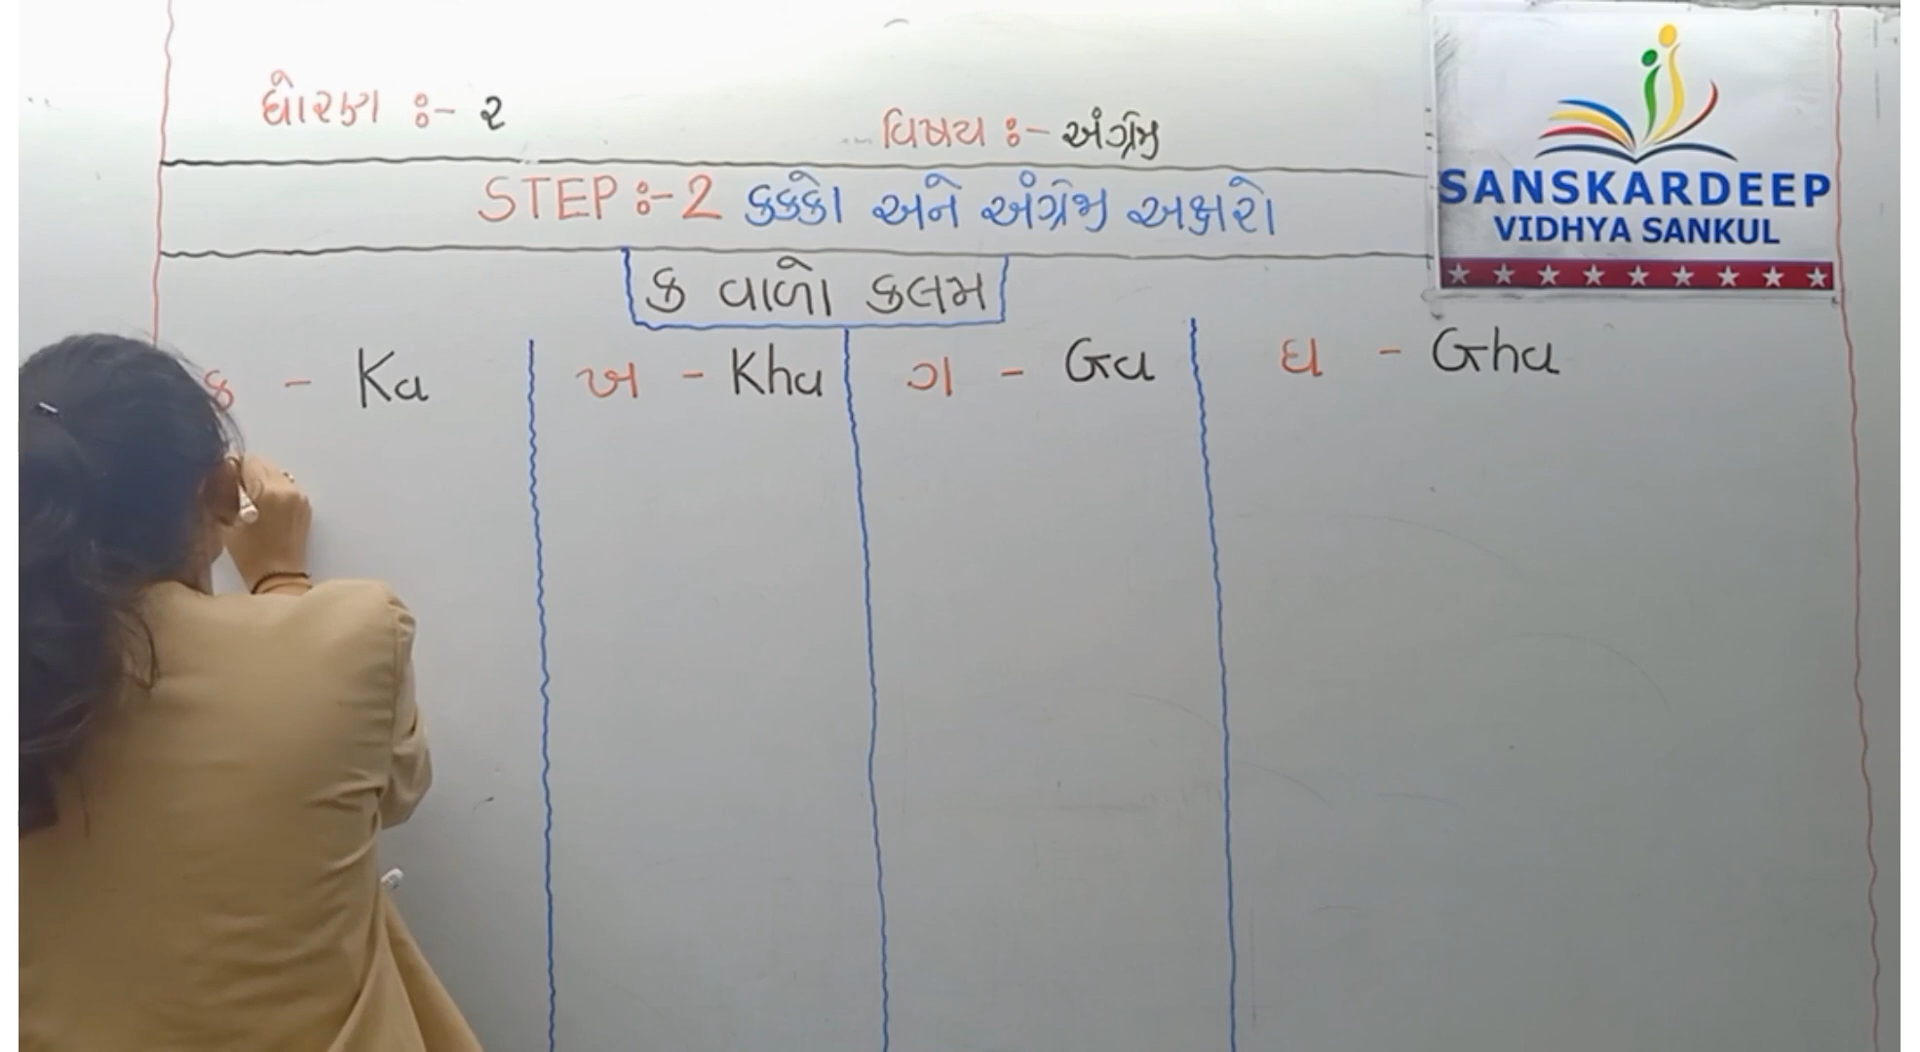 ધોરણ :- ૨
વિષય :- અંગ્રેજી
SANSKARDEEP
VIDHYA SANKUL
STEP :- 2 કક્કો અને અંગ્રેજી અક્ષરો
ક વાળો કલમ
ક - Ka
ખ - Kha
ગ - Ga
ઘ - Gha